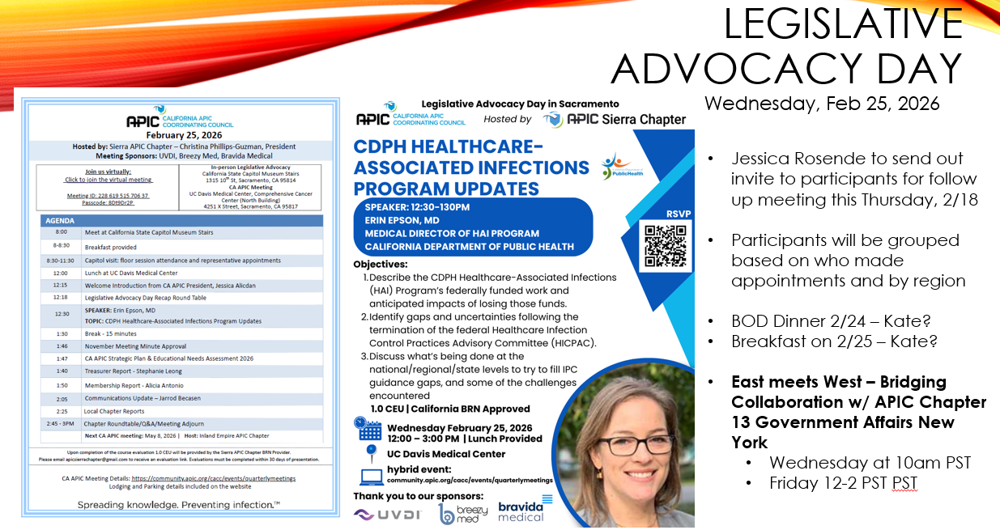 LEGISLATIVE
ADVOCACY DAY
Wednesday, Feb 25, 2026
APIC CALIFORNIA APIC
COORDINATING COUNCIL
February 25, 2026
Hosted by: Sierra APIC Chapter – Christina Phillips-Guzman, President
Meeting Sponsors: UVDI, Breezy Med, Bravida Medical
Join us virtually:
Click to join the virtual meeting
Meeting ID: 228 619 515 706 37
Passcode: 8Dt9Dr2P
In-person Legislative Advocacy
California State Capitol Museum Stairs
1315 10th St, Sacramento, CA 95814
CA APIC Meeting
UC Davis Medical Center, Comprehensive Cancer
Center (North Building)
4251 X Street, Sacramento, CA 95817
AGENDA
8:00 Meet at California State Capitol Museum Stairs
8-8:30 Breakfast provided
8:30-11:30 Capitol visit: floor session attendance and representative appointments
12:00 Lunch at UC Davis Medical Center
12:15 Welcome Introduction from CA APIC President, Jessica Alicdan
12:18 Legislative Advocacy Day Recap Round Table
12:30 SPEAKER: Erin Epson, MD
TOPIC: CDPH Healthcare-Associated Infections Program Updates
1:30 Break - 15 minutes
1:46 November Meeting Minute Approval
1:47 CA APIC Strategic Plan & Educational Needs Assessment 2026
1:40 Treasurer Report - Stephanie Leong
1:50 Membership Report - Alicia Antonio
2:05 Communications Update – Jarrod Becasen
2:25 Local Chapter Reports
2:45 - 3PM Chapter Roundtable/Q&A/Meeting Adjourn
Next CA APIC meeting: May 8, 2026 | Host: Inland Empire APIC Chapter
Upon completion of the course evaluation 1.0 CEU will be provided by the Sierra APIC Chapter BRN Provider.
Please email apicsierrachapter@gmail.com to receive an evaluation link. Evaluations must be completed within 30 days of presentation.
CA APIC Meeting Details: https://community.apic.org/cacc/events/quarterlymeetings
Lodging and Parking details included on the website
Spreading knowledge. Preventing infection.™
Legislative Advocacy Day in Sacramento
APIC CALIFORNIA APIC
COORDINATING COUNCIL
Hosted by
APIC Sierra Chapter
CDPH HEALTHCARE-
ASSOCIATED INFECTIONS
PROGRAM UPDATES
PublicHealth
SPEAKER: 12:30-130PM
ERIN EPSON, MD
MEDICAL DIRECTOR OF HAI PROGRAM
CALIFORNIA DEPARTMENT OF PUBLIC HEALTH
RSVP
Objectives:
1. Describe the CDPH Healthcare-Associated Infections
(HAI) Program's federally funded work and
anticipated impacts of losing those funds.
2. Identify gaps and uncertainties following the
termination of the federal Healthcare Infection
Control Practices Advisory Committee (HICPAC).
3. Discuss what's being done at the
national/regional/state levels to try to fill IPC
guidance gaps, and some of the challenges
encountered
1.0 CEU | California BRN Approved
Wednesday February 25, 2026
12:00 – 3:00 PM | Lunch Provided
UC Davis Medical Center
hybrid event:
community.apic.org/cacc/events/quarterlymeetings
Thank you to our sponsors:
UVDI
breezy
med
bravida
medical
• Jessica Rosende to send out
invite to participants for follow
up meeting this Thursday, 2/18
• Participants will be grouped
based on who made
appointments and by region
• BOD Dinner 2/24 – Kate?
• Breakfast on 2/25 – Kate?
• East meets West – Bridging
Collaboration w/ APIC Chapter
13 Government Affairs New
York
• Wednesday at 10am PST
• Friday 12-2 PST PST